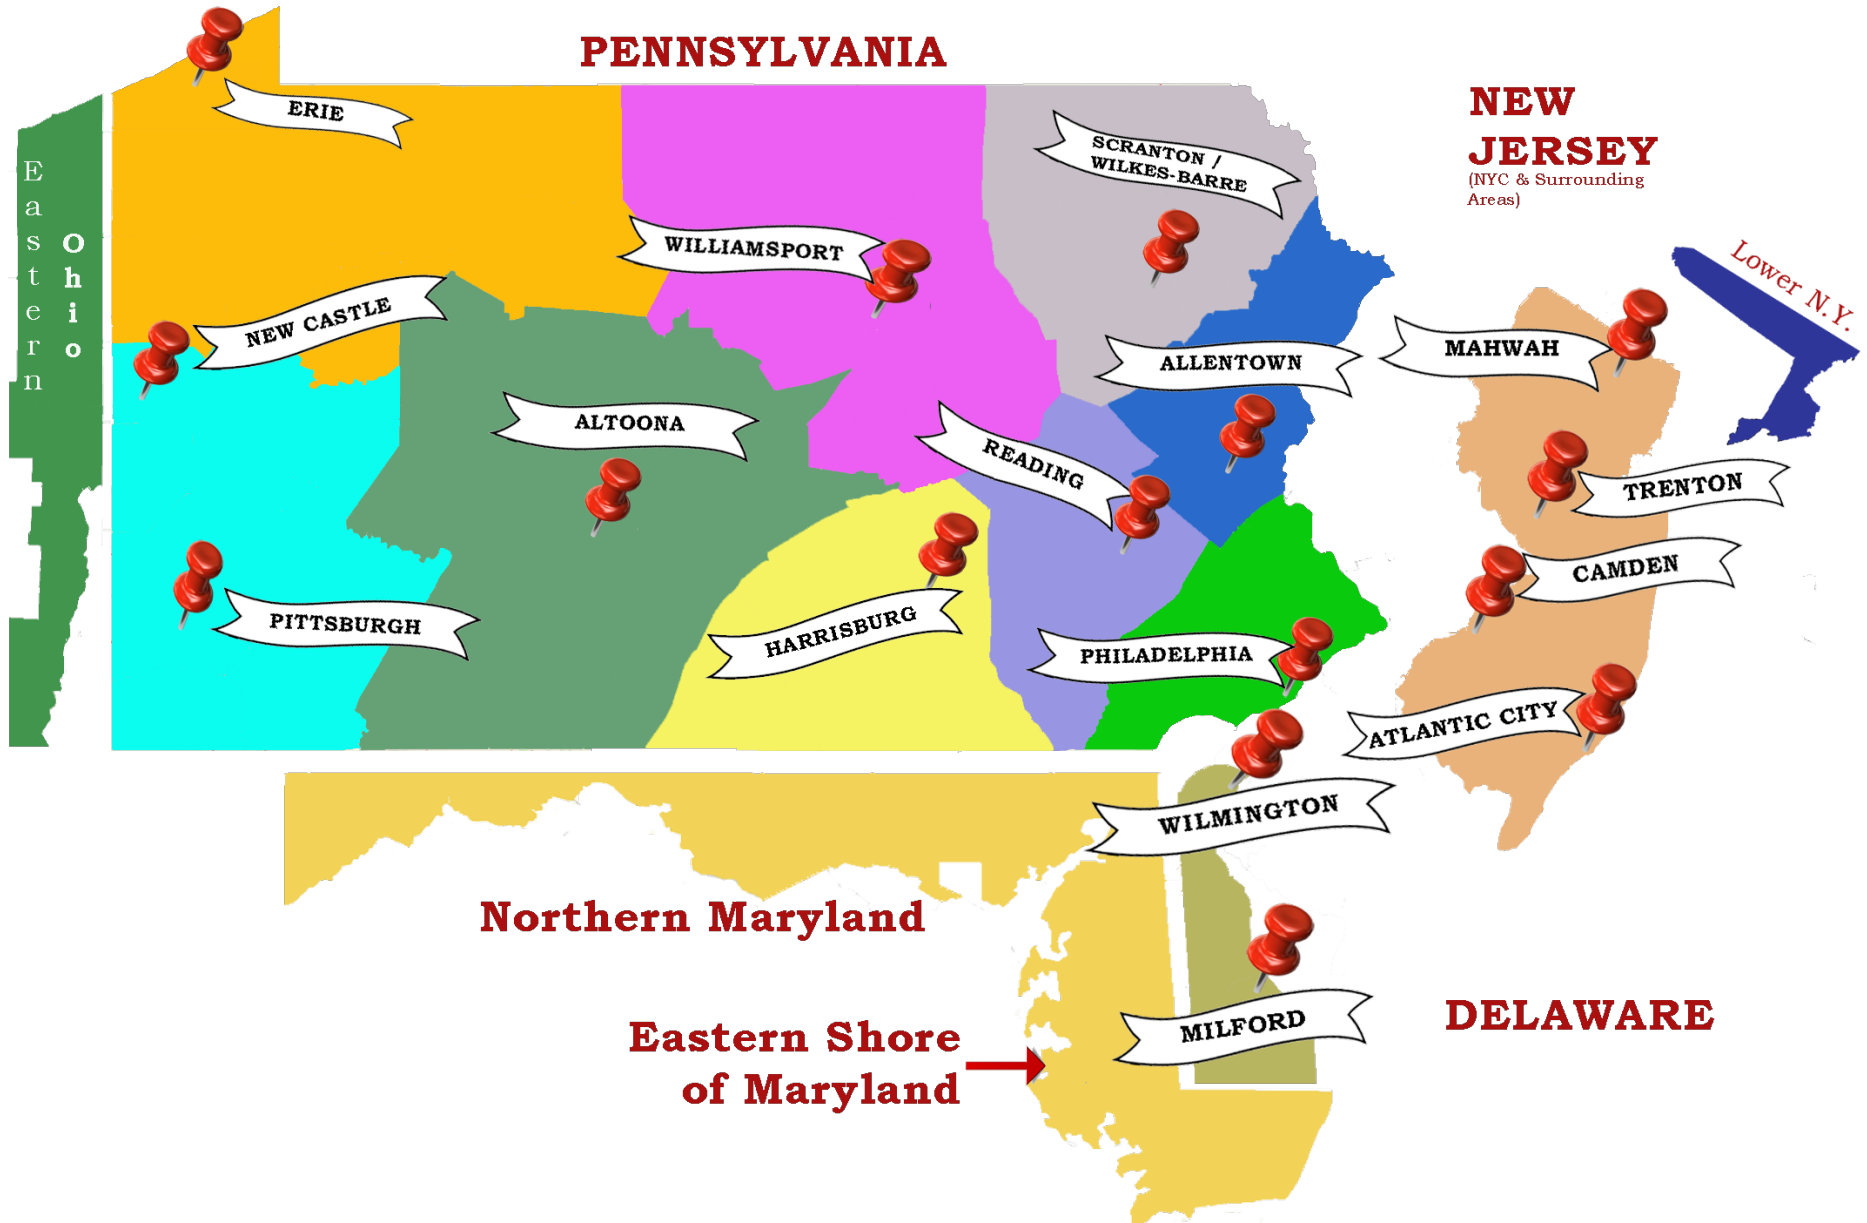 PENNSYLVANIA
ERIE
NEW
JERSEY
(NYC & Surrounding
Areas)
SCRANTON /
WILKES-BARRE
Eastern
Ohio
WILLIAMSPORT
Lower N.Y.
NEW CASTLE
ALLENTOWN
MAHWAH
ALTOONA
READING
TRENTON
CAMDEN
PITTSBURGH
HARRISBURG
PHILADELPHIA
ATLANTIC CITY
WILMINGTON
Northern Maryland
MILFORD
DELAWARE
Eastern Shore
of Maryland